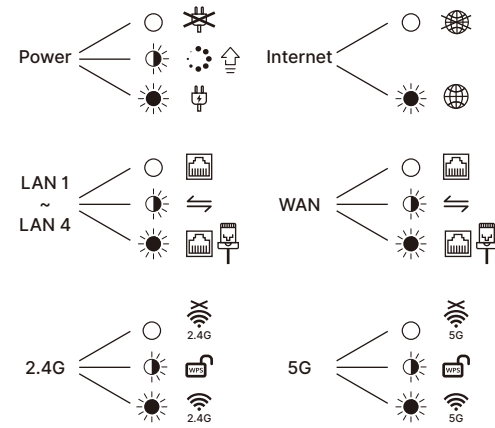 Power
Internet
LAN 1
~
LAN 4
WAN
2.4G
2.4G
WPS
2.4G
5G
5G
WPS
5G